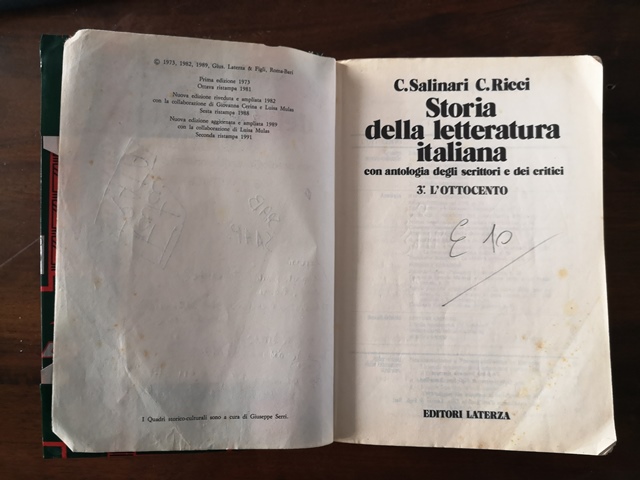 © 1973, 1982, 1989, Gius. Laterza & Figli, Roma-Bari
Prima edizione 1973
Ottava ristampa 1981
Nuova edizione riveduta e ampliata 1982
con la collaborazione di Giovanna Cerina e Luisa Mulas
Sesta ristampa 1988
Nuova edizione aggiornata e ampliata 1989
con la collaborazione di Luisa Mulas
Seconda ristampa 1991
I Quadri storico-culturali sono a cura di Giuseppe Serri.
C. Salinari C. Ricci
Storia
della letteratura
italiana
con antologia degli scrittori e dei critici
3*. L'OTTOCENTO
EDITORI LATERZA